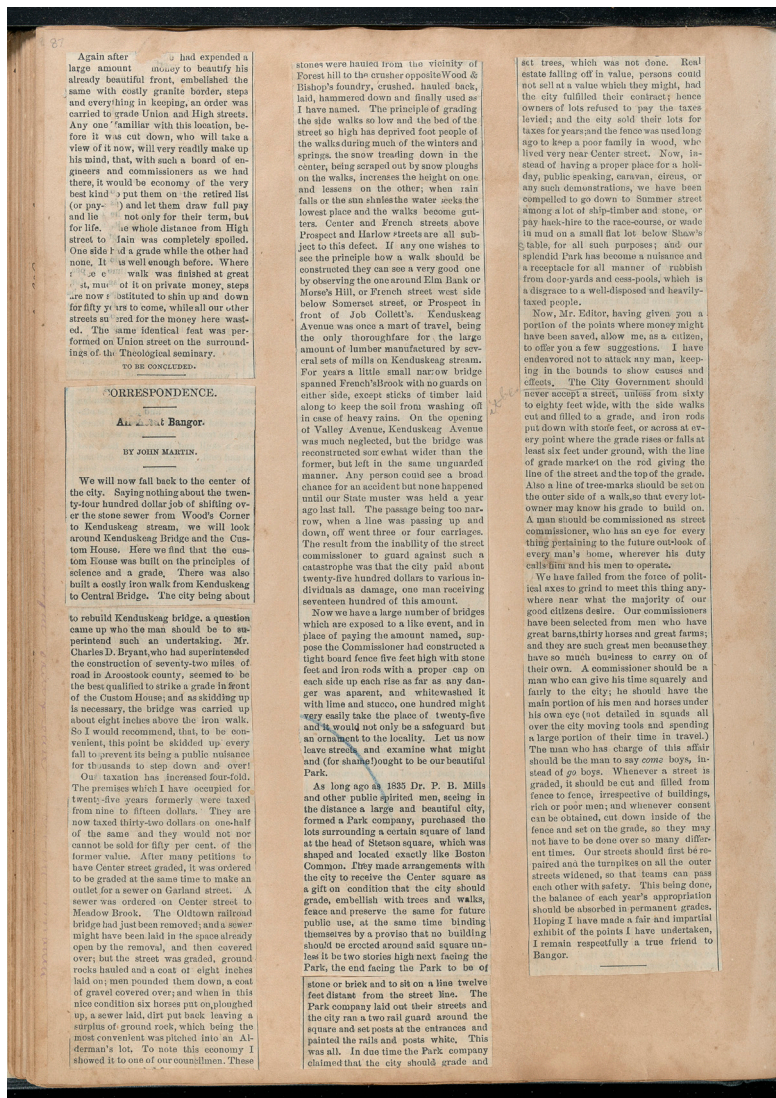 87
Again after had expended a
large amount money to beautify his
already beautiful front, embelished the
same with costly granite border, steps
and everything in keeping, an order was
carried to grade Union and High streets.
Any one familiar with this location, be-
fore it was cut down, who will take a
view of it now, will very readily make up
his mind, that, with such a board of en-
gineers and commissioners as we had
there, it would be economy of the very
best kind to put them on the retired list
(or pay- ) and let them draw full pay
and lie not only for their term, but
for life. The whole distance from High
street to Main was completely spoiled.
One side had a grade while the other had
none. It was well enough before. Where
walk was finished at great
cost, much of it on private money, steps
are now substituted to shin up and down
for fifty years to come, while all our other
streets suffered for the money here wast-
ed. The same identical feat was per-
formed on Union street on the surround-
ings of the Theological seminary.
TO BE CONCLUDED.
CORRESPONDENCE.
Bangor.
BY JOHN MARTIN.
We will now fall back to the center of
the city. Saying nothing about the twen-
ty-four hundred dollar job of shifting ov-
er the stone sewer from Wood's Corner
to Kenduskeag stream, we will look
around Kenduskeag Bridge and the Cus-
tom House. Here we find that the cus-
tom House was built on the principles of
science and a grade. There was also
built a costly iron walk from Kenduskeag
to Central Bridge. The city being about
to rebuild Kenduskeag bridge, a question
came up who the man should be to su-
perintend such an undertaking. Mr.
Charles D. Bryant, who had superintended
the construction of seventy-two miles of
road in Aroostook county, seemed to be
the best qualified to strike a grade in front
of the Custom House; and as skidding up
is necessary, the bridge was carried up
about eight inches above the iron walk.
So I would recommend, that, to be con-
venient, this point be skidded up every
fall to prevent its being a public nuisance
for thousands to step down and over!
Our taxation has increased four-fold.
The premises which I have occupied for
twenty-five years formerly were taxed
from nine to fifteen dollars. They are
now taxed thirty-two dollars on one-half
of the same and they would not nor
cannot be sold for fifty per cent. of the
former value. After many petitions to
have Center street graded, it was ordered
to be graded at the same time to make an
outlet for a sewer on Garland street. A
sewer was ordered on Center street to
Meadow Brook. The Oldtown railroad
bridge had just been removed; and a sewer
might have been laid in the space already
open by the removal, and then covered
over; but the street was graded, ground
rocks hauled and a coat of eight inches
laid on; men pounded them down, a coat
of gravel covered over; and when in this
nice condition six horses put on, ploughed
up, a sewer laid, dirt put back leaving a
surplus of ground rock, which being the
most convenient was pitched into an Al-
derman's lot. To note this economy I
showed it to one of our councilmen. These
stones were hauled from the vicinity of
Forest hill to the crusher opposite Wood &
Bishop's foundry, crushed, hauled back,
laid, hammered down and finally used as
I have named. The principle of grading
the side walks so low and the bed of the
street so high has deprived foot people of
the walks during much of the winters and
springs. the snow treading down in the
center, being scraped out by snow ploughs
on the walks, increases the height on one
and lessens on the other; when rain
falls or the sun shnies the water seeks the
lowest place and the walks become gut-
ters. Center and French streets above
Prospect and Harlow streets are all sub-
ject to this defect. If any one wishes to
see the principle how a walk should be
constructed they can see a very good one
by observing the one around Elm Bank or
Morse's Hill, or French street west side
below Somerset street, or Prospect in
front of Job Collett's. Kenduskeag
Avenue was once a mart of travel, being
the only thoroughfare for the large
amount of lumber manufactured by sev-
eral sets of mills on Kenduskeag stream.
For years a little small narrow bridge
spanned French's Brook with no guards on
either side, except sticks of timber laid
along to keep the soil from washing off
in case of heavy rains. On the opening
of Valley Avenue, Kenduskeag Avenue
was much neglected, but the bridge was
reconstructed somewhat wider than the
former, but left in the same unguarded
manner. Any person could see a broad
chance for an accident but none happened
until our State muster was held a year
ago last fall. The passage being too nar-
row, when a line was passing up and
down, off went three or four carriages.
The result from the inability of the street
commissioner to guard against such a
catastrophe was that the city paid about
twenty-five hundred dollars to various in-
dividuals as damage, one man receiving
seventeen hundred of this amount.
Now we have a large number of bridges
which are exposed to a like event, and in
place of paying the amount named, sup-
pose the Commissioner had constructed a
tight board fence five feet high with stone
feet and iron rods with a proper cap on
each side up each rise as far as any dan-
ger was aparent, and whitewashed it
with lime and stucco, one hundred might
very easily take the place of twenty-five
and it would not only be a safeguard but
an ornament to the locality. Let us now
leave streets and examine what might
and (for shame!) ought to be our beautiful
Park.
As long ago as 1835 Dr. P. B. Mills
and other public spirited men, seeing in
the distance a large and beautiful city,
formed a Park company, purchased the
lots surrounding a certain square of land
at the head of Stetson square, which was
shaped and located exactly like Boston
Common. They made arrangements with
the city to receive the Center square as
a gift on condition that the city should
grade, embellish with trees and walks,
fence and preserve the same for future
public use, at the same time binding
themselves by a proviso that no building
should be erected around said square un-
less it be two stories high next facing the
Park, the end facing the Park to be of
stone or briek and to sit on a line twelve
feet distant from the street line. The
Park company laid out their streets and
the city ran a two rail guard around the
square and set posts at the entrances and
painted the rails and posts white. This
was all. In due time the Park company
claimed that the city should grade and
set trees, which was not done. Real
estate falling off in value, persons could
not sell at a value which they might, had
the city fulfilled their contract; hence
owners of lots refused to pay the taxes
levied; and the city sold their lots for
taxes for years; and the fence was used long
ago to keep a poor family in wood, who
lived very near Center street. Now, in-
stead of having a proper place for a holi-
day, public speaking, caravan, circus, or
any such demonstrations, we have been
compelled to go down to Summer street
among a lot of ship-timber and stone, or
pay hack-hire to the race-course, or wade
in mud on a small flat lot below Shaw's
Stable, for all such purposes; and our
splendid Park has become a nuisance and
a receptacle for all manner of rubbish
from door-yards and cess-pools, which is
a disgrace to a well-disposed and heavily-
taxed people.
Now, Mr. Editor, having given you a
portion of the points where money might
have been saved, allow me, as a citizen,
to offer you a few suggestions. I have
endeavored not to attack any man, keep-
ing in the bounds to show causes and
effects. The City Government should
never accept a street, unless from sixty
to eighty feet wide, with the side walks
cut and filled to a grade, and iron rods
put down with stone feet, or across at ev-
ery point where the grade rises or falls at
least six feet under ground, with the line
of grade market on the rod giving the
line of the street and the top of the grade.
Also a line of tree-marks should be set on
the outer side of a walk, so that every lot-
owner may know his grade to build on.
A man should be commissioned as street
commissioner, who has an eye for every
thing pertaining to the future out-look of
every man's home, wherever his duty
calls him and his men to operate.
We have failed from the force of polit-
ical axes to grind to meet this thing any-
where near what the majority of our
good citizens desire. Our commissioners
have been selected from men who have
great barns, thirty horses and great farms;
and they are such great men because they
have so much business to carry on of
their own. A commissioner should be a
man who can give his time squarely and
fairly to the city; he should have the
main portion of his men and horses under
his own eye (not detailed in squads all
over the city moving tools and spending
a large portion of their time in travel.)
The man who has charge of this affair
should be the man to say come boys, in-
stead of go boys. Whenever a street is
graded, it should be cut and filled from
fence to fence, irrespective of buildings,
rich or poor men; and whenever consent
can be obtained, cut down inside of the
fence and set on the grade, so they may
not have to be done over so many differ-
ent times. Our streets should first be re-
paired and the turnpikes on all the outer
streets widened, so that teams can pass
each other with safety. This being done,
the balance of each year's appropriation
should be absorbed in permanent grades.
Hoping I have made a fair and impartial
exhibit of the points I have undertaken,
I remain respectfully a true friend to
Bangor.